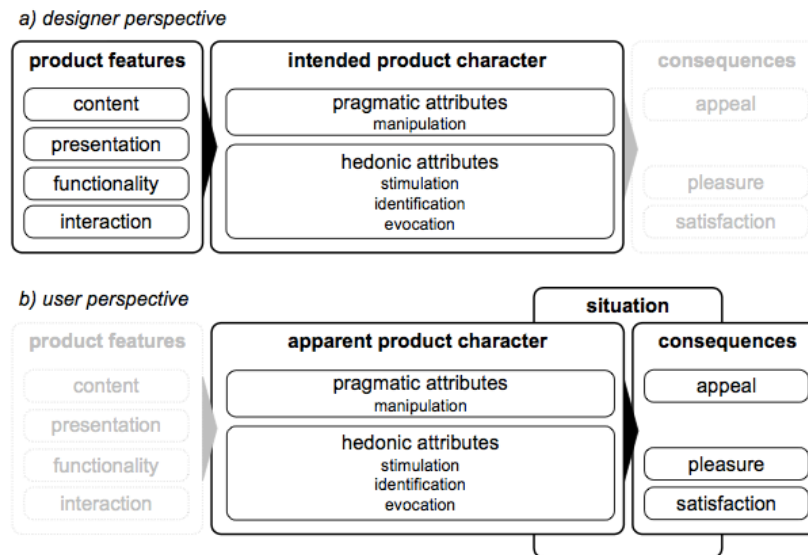 a) designer perspective
product features
content
presentation
functionality
interaction
intended product character
pragmatic attributes
manipulation
hedonic attributes
stimulation
identification
evocation
consequences
appeal
pleasure
satisfaction
b) user perspective
situation
product features
content
presentation
functionality
interaction
apparent product character
pragmatic attributes
manipulation
hedonic attributes
stimulation
identification
evocation
consequences
appeal
pleasure
satisfaction